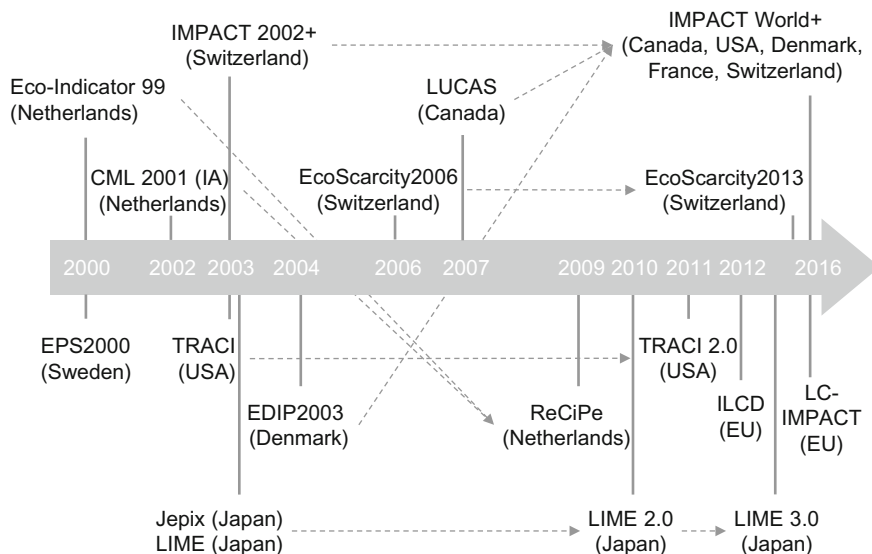 IMPACT 2002+
(Switzerland)
IMPACT World+
(Canada, USA, Denmark,
France, Switzerland)
Eco-Indicator 99
(Netherlands)
LUCAS
(Canada)
CML 2001 (IA)
(Netherlands)
EcoScarcity2006
(Switzerland)
EcoScarcity2013
(Switzerland)
2000 2002 2003 2004 2006 2007 2009 2010 2011 2012 2016
EPS2000
(Sweden)
TRACI
(USA)
TRACI 2.0
(USA)
EDIP2003
(Denmark)
ReCiPe
(Netherlands)
ILCD
(EU)
LC-
IMPACT
(EU)
Jepix (Japan)
LIME (Japan)
LIME 2.0
(Japan)
LIME 3.0
(Japan)